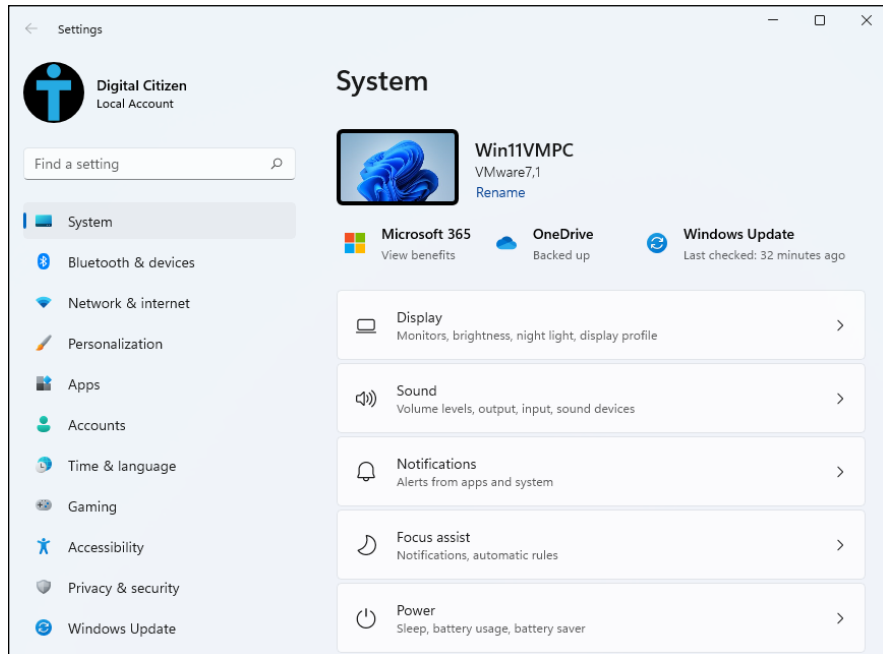 Settings
Digital Citizen
Local Account
Find a setting
System
Bluetooth & devices
Network & internet
Personalization
Apps
Accounts
Time & language
Gaming
Accessibility
Privacy & security
Windows Update
System
Win11VMPC
VMware7,1
Rename
Microsoft 365
View benefits
OneDrive
Backed up
Windows Update
Last checked: 32 minutes ago
Display
Monitors, brightness, night light, display profile
Sound
Volume levels, output, input, sound devices
Notifications
Alerts from apps and system
Focus assist
Notifications, automatic rules
Power
Sleep, battery usage, battery saver